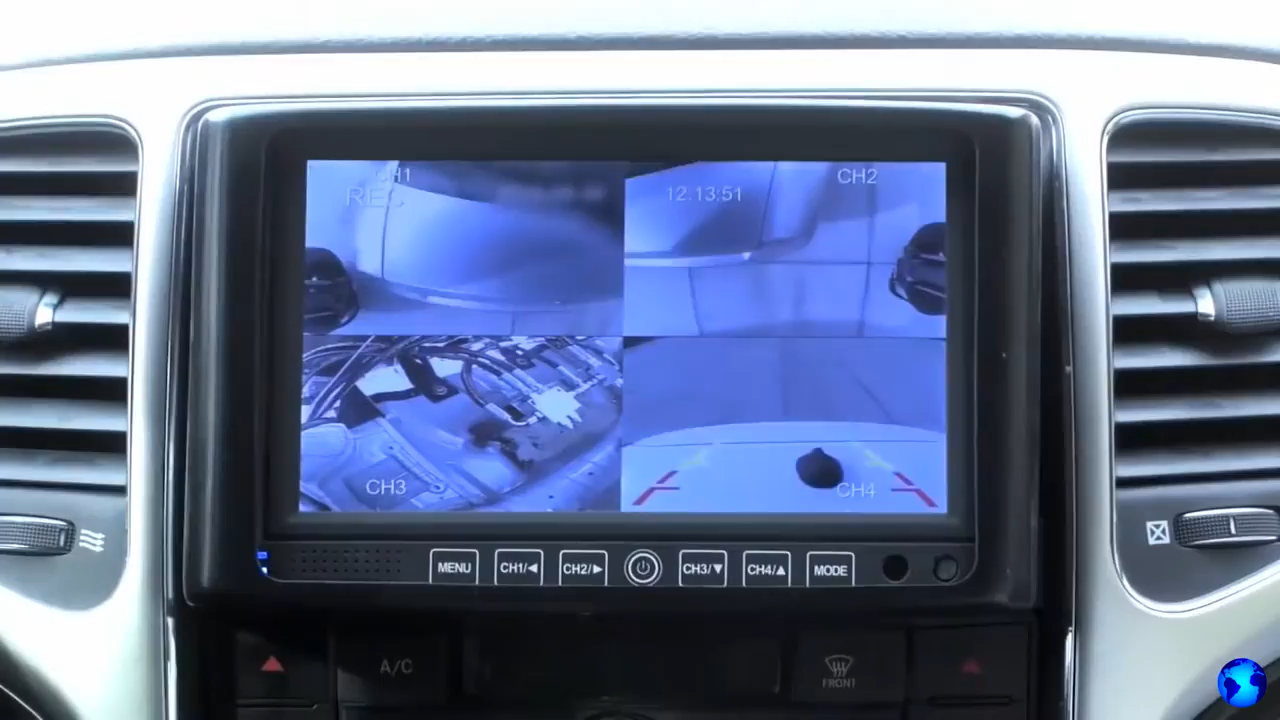 CH1
CH2
REC
12.13:51
CH3
CH4
MENU
CH1/◀
CH2/▶
CH3/▼
CH4/▲
MODE
A/C
FRONT